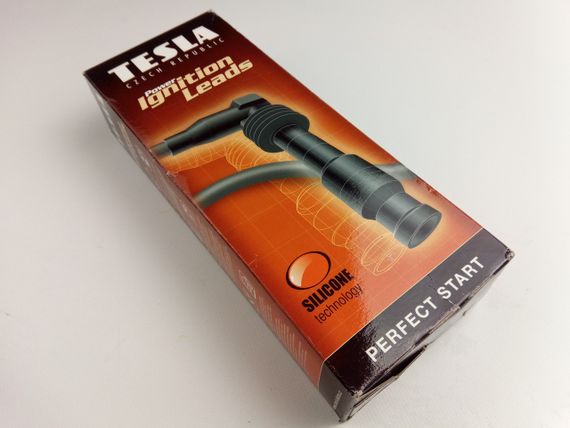 TESLA
CZECH REPUBLIC
Power
Ignition
Leads
SILICONE
technology
PERFECT START